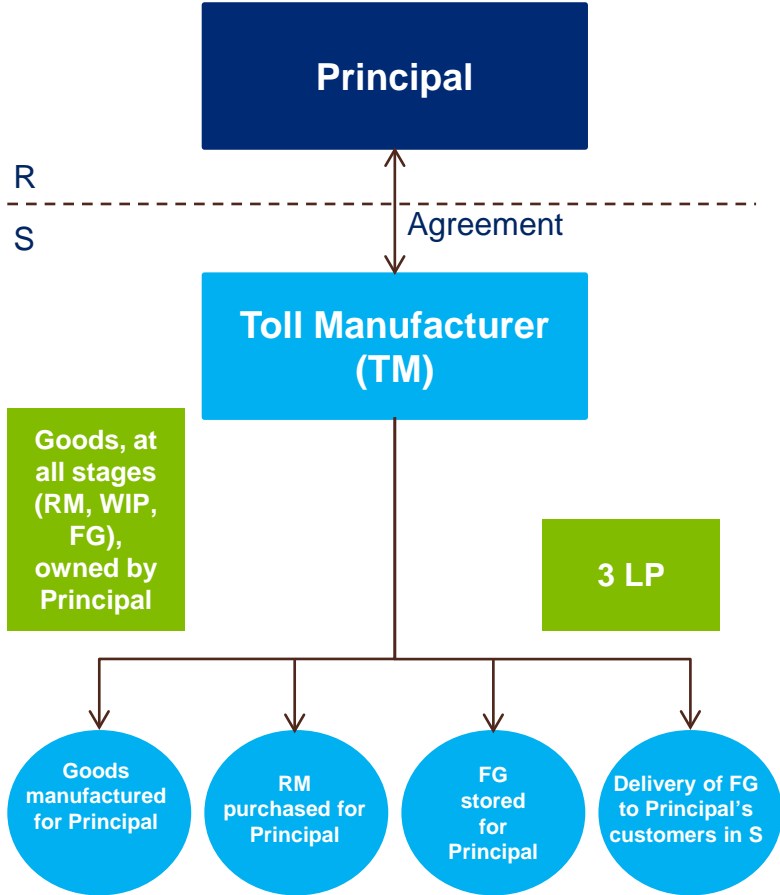 Principal
R
S
Agreement
Toll Manufacturer
(TM)
Goods, at
all stages
(RM, WIP,
FG),
owned by
Principal
3 LP
Goods
manufactured
for Principal
RM
purchased for
Principal
FG
stored
for
Principal
Delivery of FG
to Principal's
customers in S